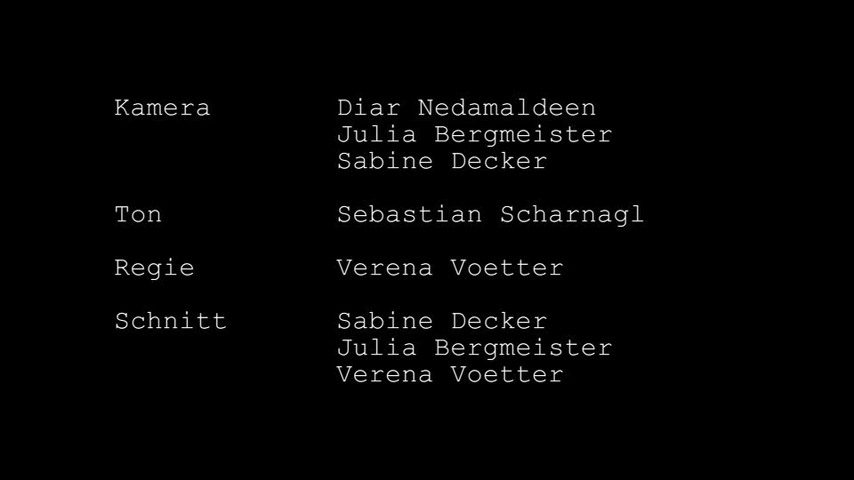 Kamera Diar Nedamaldeen
Julia Bergmeister
Sabine Decker
Ton Sebastian Scharnagl
Regie Verena Voetter
Schnitt Sabine Decker
Julia Bergmeister
Verena Voetter